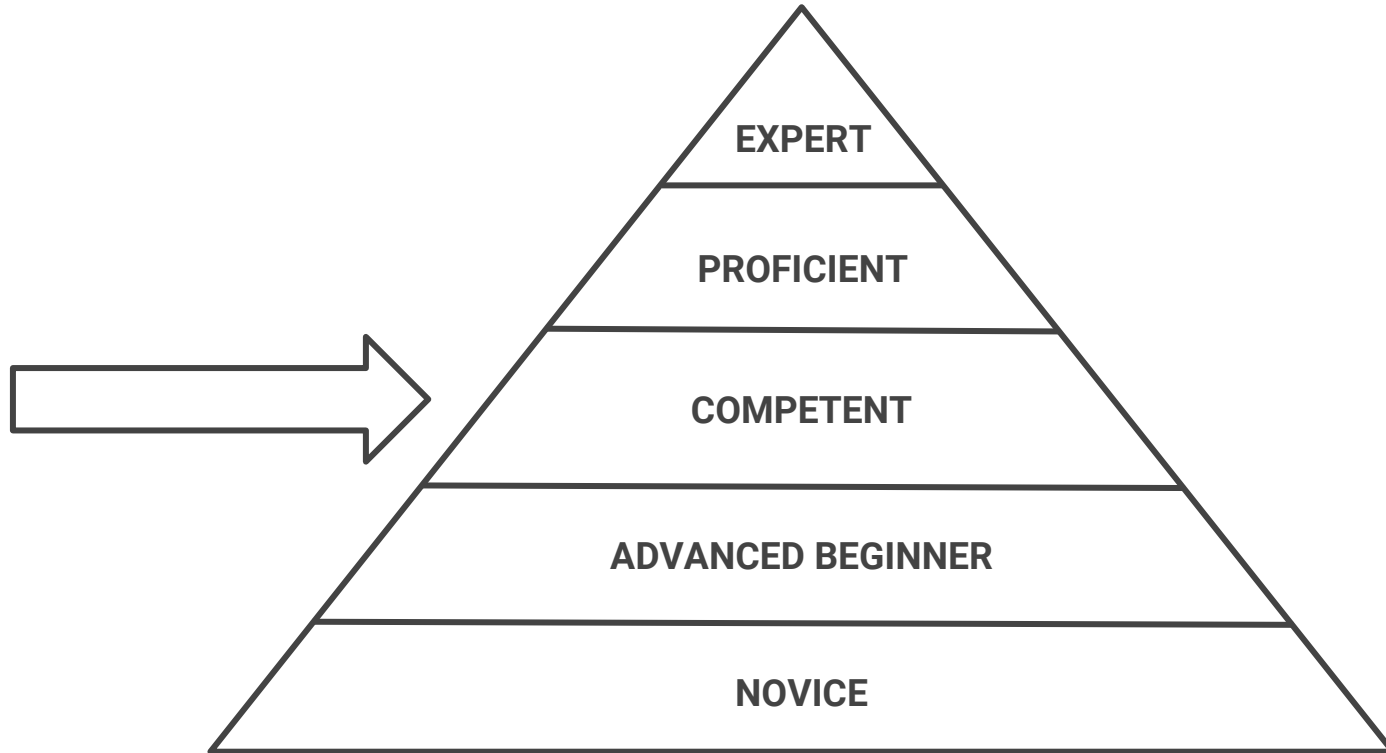 EXPERT
PROFICIENT
COMPETENT
ADVANCED BEGINNER
NOVICE